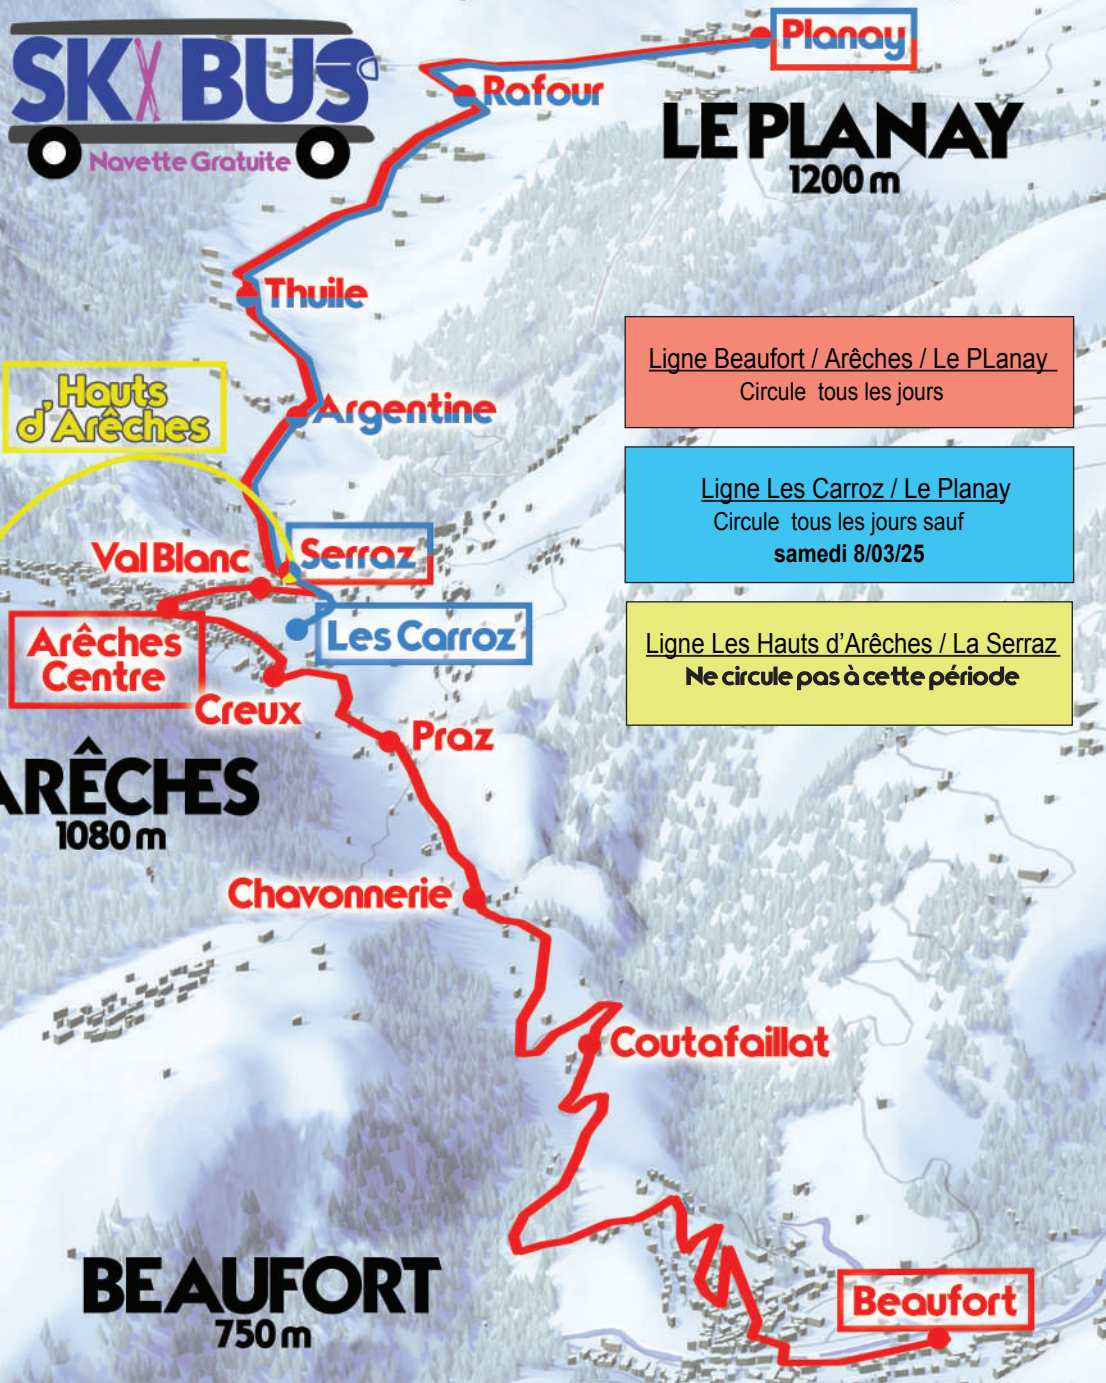 SKI BUS
Navette Gratuite
Planay
Rafour
LE PLANAY
1200 m
Thuile
Ligne Beaufort / Arêches / Le PLanay
Circule tous les jours
Hauts
d'Arêches
Argentine
Ligne Les Carroz / Le Planay
Circule tous les jours sauf
samedi 8/03/25
Val Blanc
Serraz
Arêches
Centre
Les Carroz
Ligne Les Hauts d'Arêches / La Serraz
Ne circule pas à cette période
Creux
Praz
ARÊCHES
1080 m
Chavonnerie
Coutafaillat
BEAUFORT
750 m
Beaufort